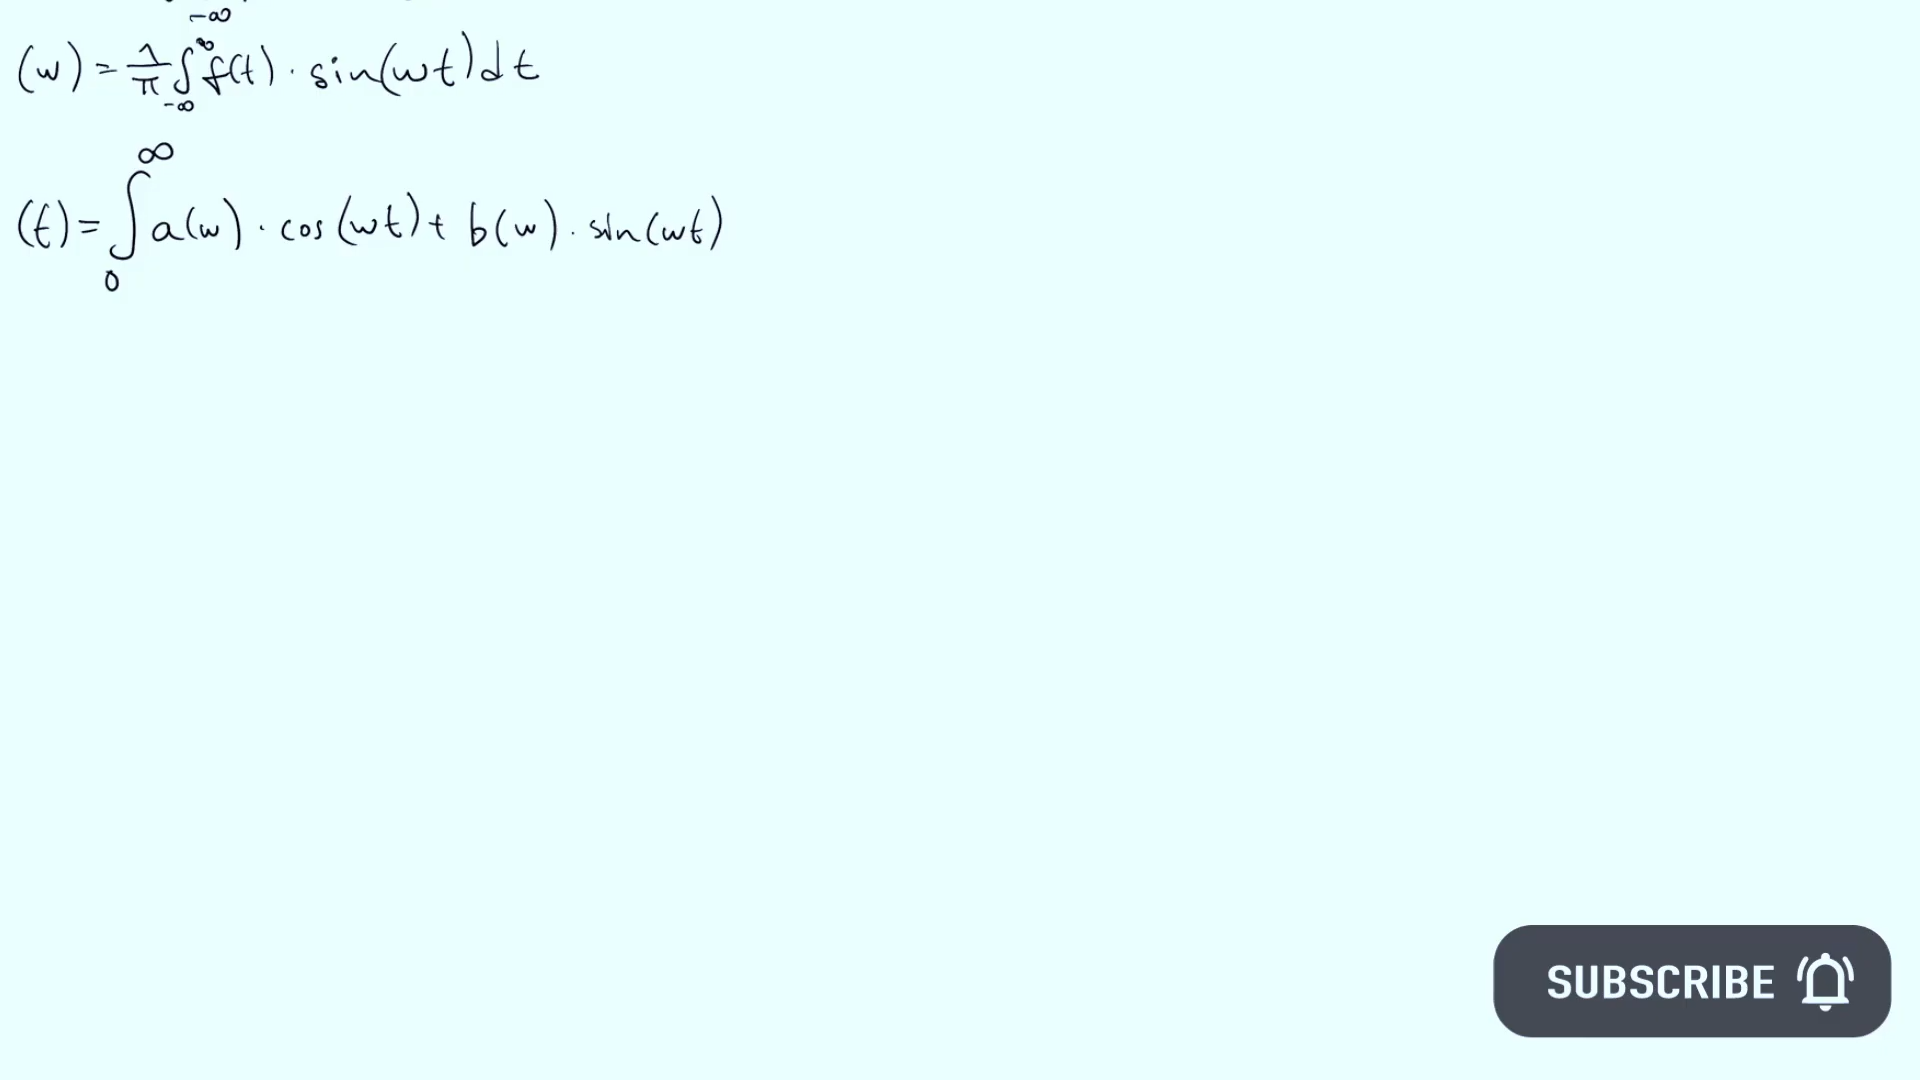 -∞
(w) = 1/π ∫_{-∞}^{∞} f(t) · sin(wt) dt
(t) = ∫_0^∞ a(w) · cos(wt) + b(w) · sin(wt)
SUBSCRIBE